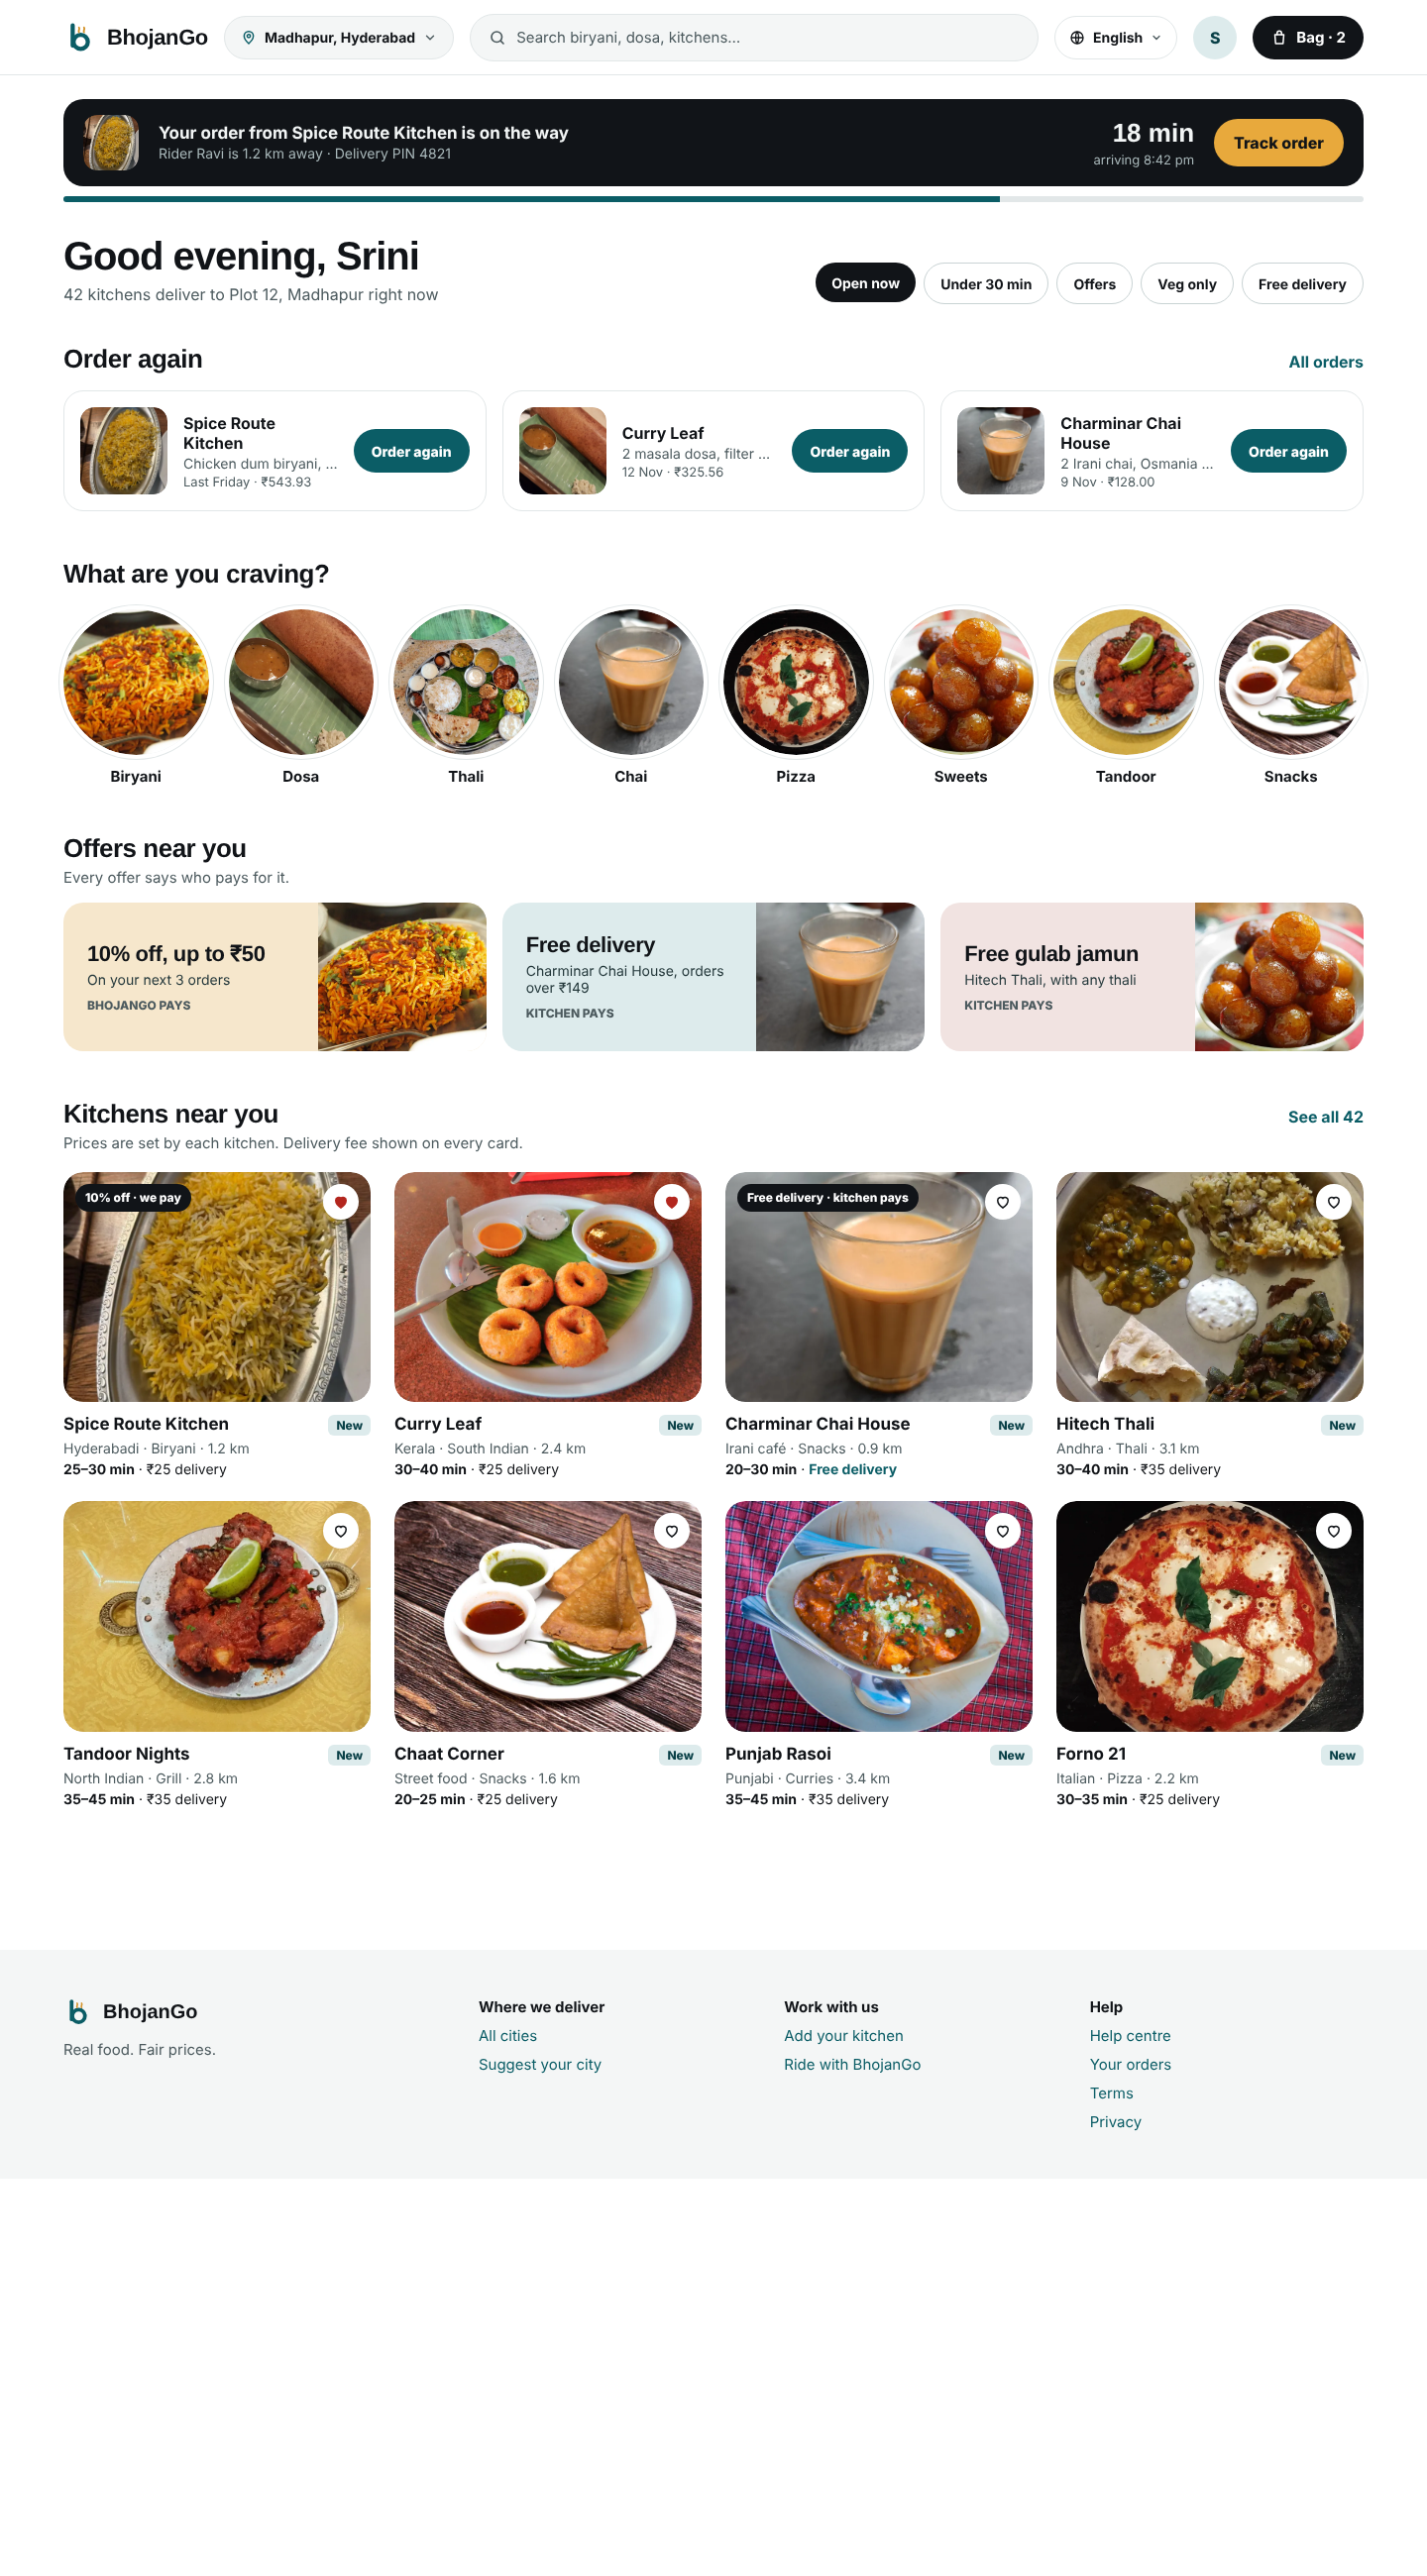 BhojanGo
Madhapur, Hyderabad
Search biryani, dosa, kitchens...
English
S
Bag · 2
Your order from Spice Route Kitchen is on the way
Rider Ravi is 1.2 km away · Delivery PIN 4821
18 min
arriving 8:42 pm
Track order
Good evening, Srini
42 kitchens deliver to Plot 12, Madhapur right now
Open now
Under 30 min
Offers
Veg only
Free delivery
Order again
All orders
Spice Route
Kitchen
Chicken dum biryani, ...
Last Friday · ₹543.93
Order again
Curry Leaf
2 masala dosa, filter ...
12 Nov · ₹325.56
Order again
Charminar Chai
House
2 Irani chai, Osmania ...
9 Nov · ₹128.00
Order again
What are you craving?
Biryani
Dosa
Thali
Chai
Pizza
Sweets
Tandoor
Snacks
Offers near you
Every offer says who pays for it.
10% off, up to ₹50
On your next 3 orders
BHOJANGO PAYS
Free delivery
Charminar Chai House, orders
over ₹149
KITCHEN PAYS
Free gulab jamun
Hitech Thali, with any thali
KITCHEN PAYS
Kitchens near you
See all 42
Prices are set by each kitchen. Delivery fee shown on every card.
10% off · we pay
Free delivery · kitchen pays
Spice Route Kitchen
New
Hyderabadi · Biryani · 1.2 km
25–30 min · ₹25 delivery
Curry Leaf
New
Kerala · South Indian · 2.4 km
30–40 min · ₹25 delivery
Charminar Chai House
New
Irani café · Snacks · 0.9 km
20–30 min · Free delivery
Hitech Thali
New
Andhra · Thali · 3.1 km
30–40 min · ₹35 delivery
Tandoor Nights
New
North Indian · Grill · 2.8 km
35–45 min · ₹35 delivery
Chaat Corner
New
Street food · Snacks · 1.6 km
20–25 min · ₹25 delivery
Punjab Rasoi
New
Punjabi · Curries · 3.4 km
35–45 min · ₹35 delivery
Forno 21
New
Italian · Pizza · 2.2 km
30–35 min · ₹25 delivery
BhojanGo
Real food. Fair prices.
Where we deliver
All cities
Suggest your city
Work with us
Add your kitchen
Ride with BhojanGo
Help
Help centre
Your orders
Terms
Privacy